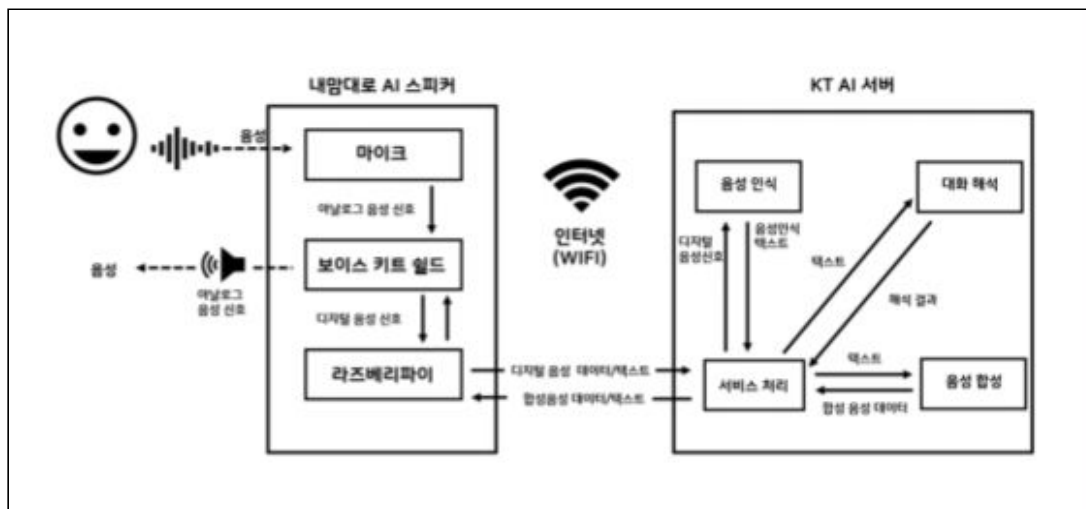 내맘대로 AI 스피커
KT AI 서버
음성
마이크
아날로그 음성 신호
보이스 키트 쉴드
음성
아날로그
음성 신호
디지털 음성 신호
라즈베리파이
인터넷
(WIFI)
디지털 음성 데이터/텍스트
합성음성 데이터/텍스트
음성 인식
대화 해석
디지털
음성신호
음성인식
텍스트
텍스트
해석 결과
서비스 처리
텍스트
합성 음성 데이터
음성 합성